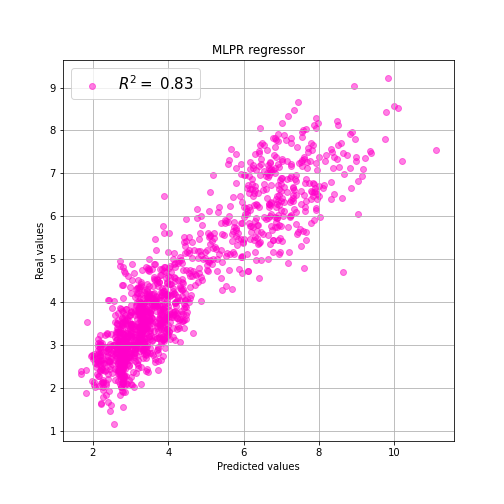 MLPR regressor
R² = 0.83
Real values
9
8
7
6
5
4
3
2
1
2 4 6 8 10
Predicted values